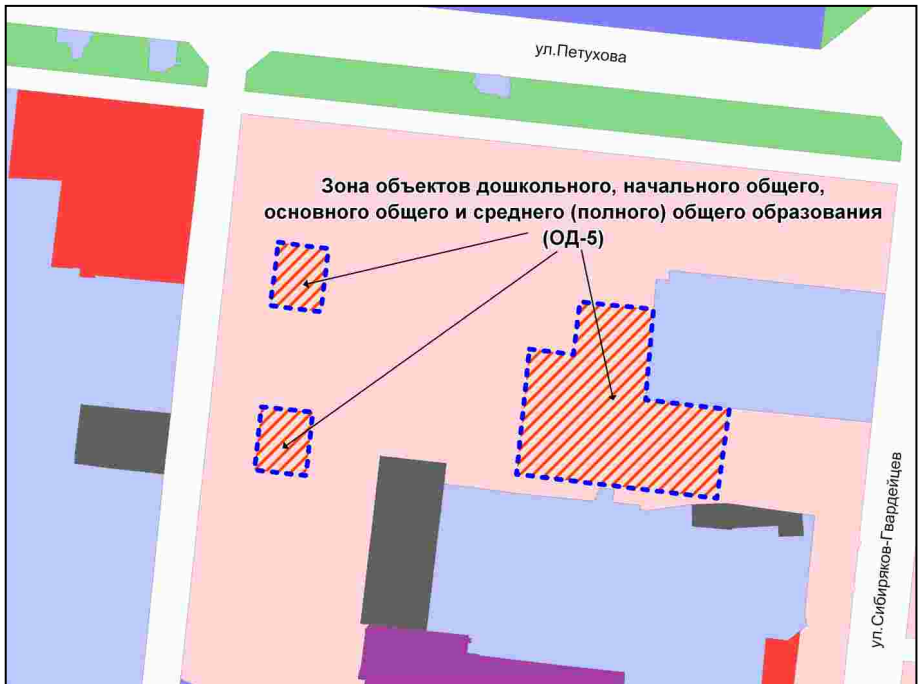 ул.Петухова
Зона объектов дошкольного, начального общего,
основного общего и среднего (полного) общего образования
(ОД-5)
ул.Сибиряков-Гвардейцев